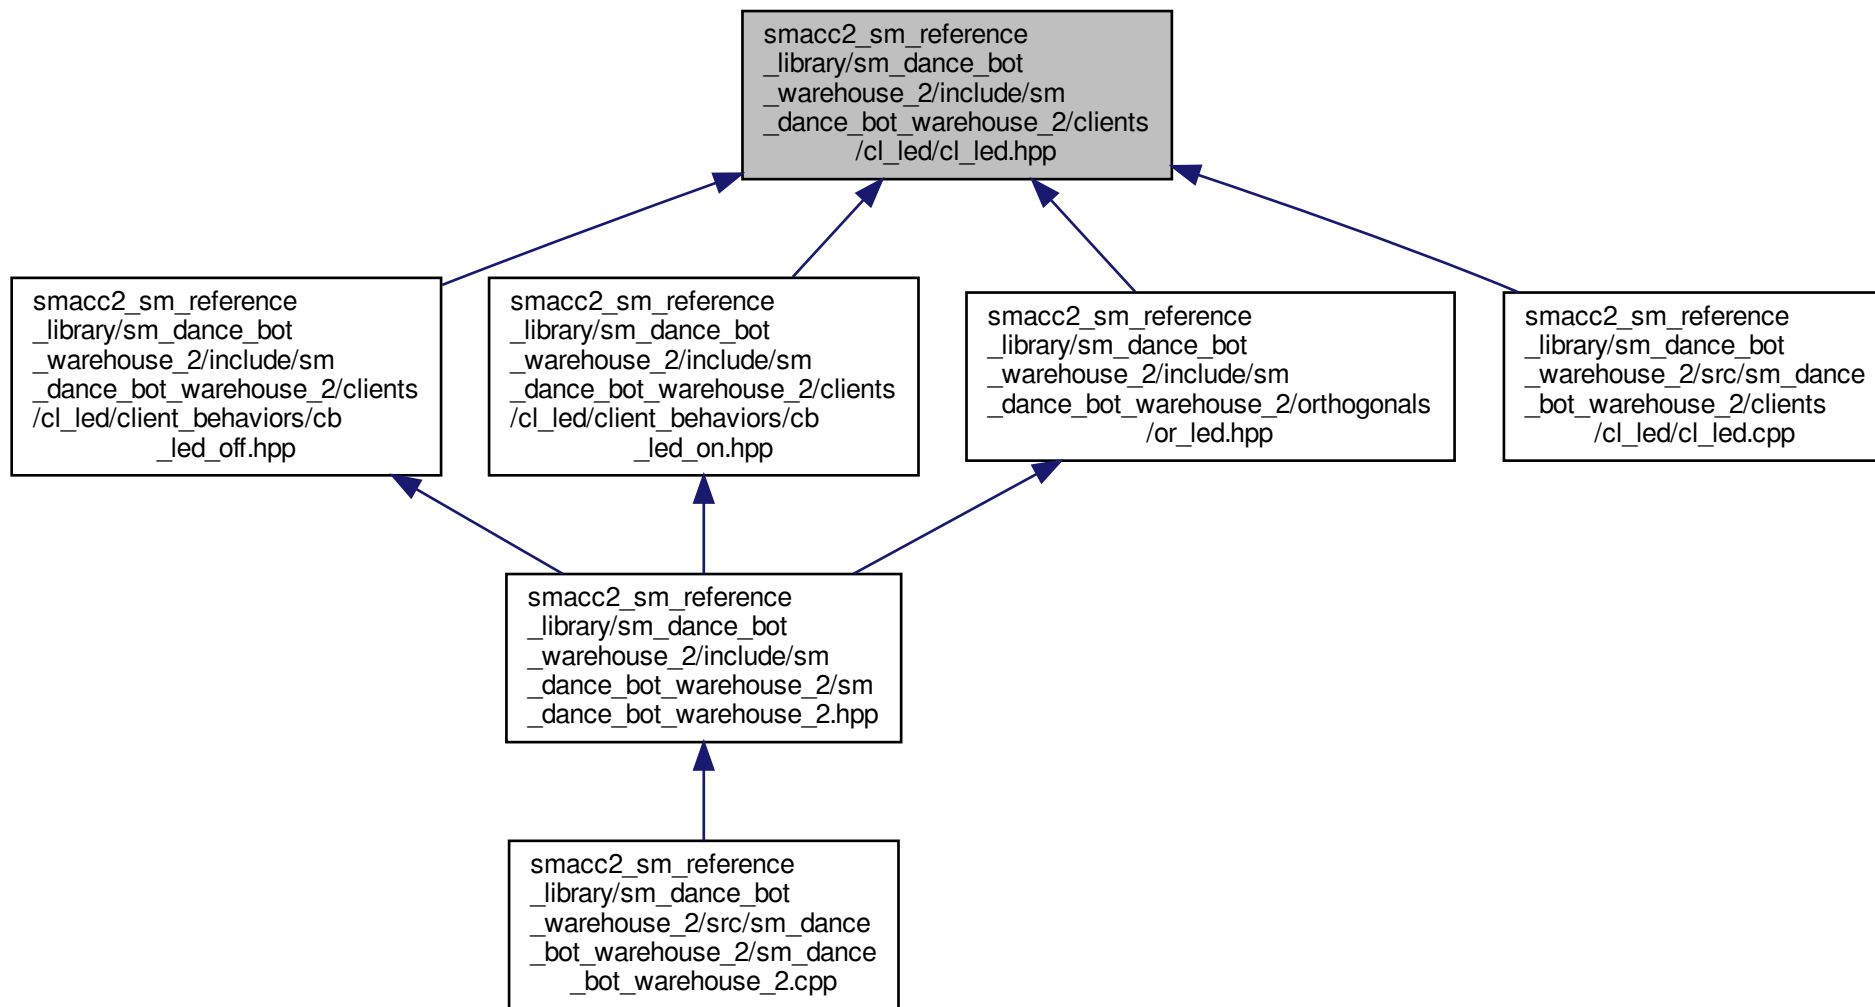 smacc2_sm_reference
_library/sm_dance_bot
_warehouse_2/include/sm
_dance_bot_warehouse_2/clients
/cl_led/cl_led.hpp
smacc2_sm_reference
_library/sm_dance_bot
_warehouse_2/include/sm
_dance_bot_warehouse_2/clients
/cl_led/client_behaviors/cb
_led_off.hpp
smacc2_sm_reference
_library/sm_dance_bot
_warehouse_2/include/sm
_dance_bot_warehouse_2/clients
/cl_led/client_behaviors/cb
_led_on.hpp
smacc2_sm_reference
_library/sm_dance_bot
_warehouse_2/include/sm
_dance_bot_warehouse_2/orthogonals
/or_led.hpp
smacc2_sm_reference
_library/sm_dance_bot
_warehouse_2/src/sm_dance
_bot_warehouse_2/clients
/cl_led/cl_led.cpp
smacc2_sm_reference
_library/sm_dance_bot
_warehouse_2/include/sm
_dance_bot_warehouse_2/sm
_dance_bot_warehouse_2.hpp
smacc2_sm_reference
_library/sm_dance_bot
_warehouse_2/src/sm_dance
_bot_warehouse_2/sm_dance
_bot_warehouse_2.cpp